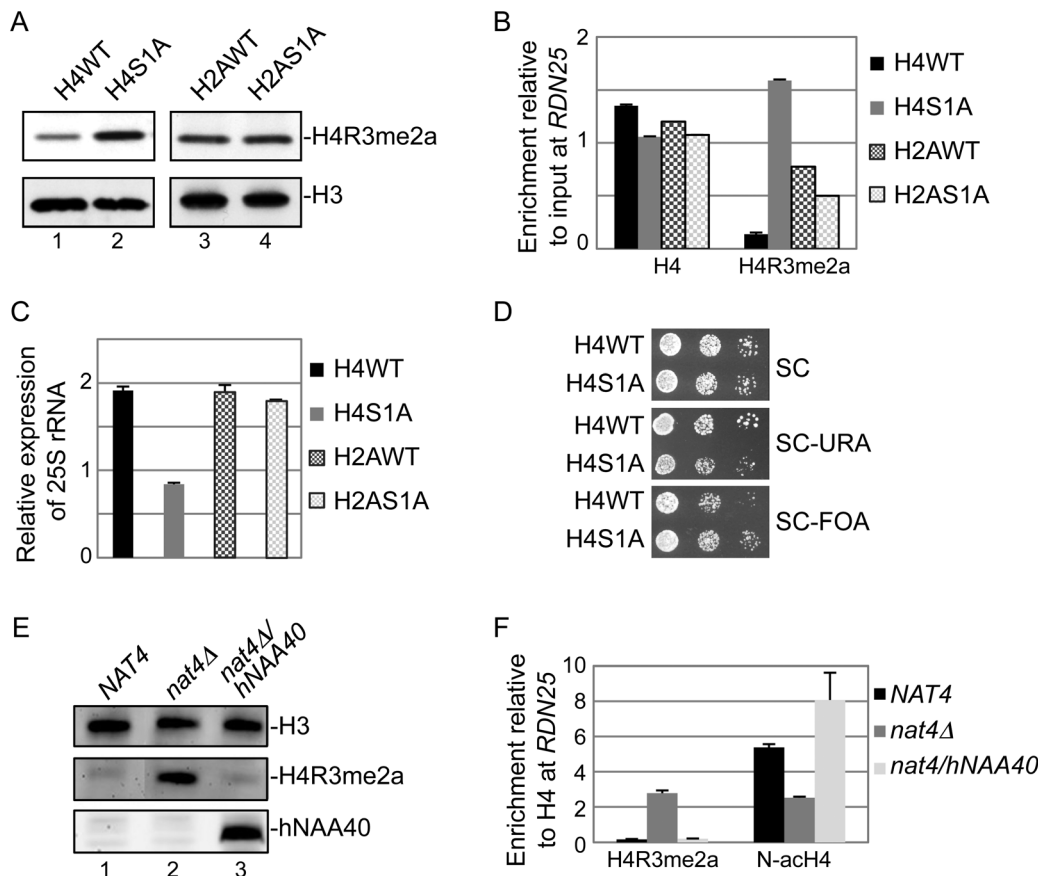 A
H4WT
H4S1A
H2AWT
H2AS1A
-H4R3me2a
-H3
1 2 3 4
B
Enrichment relative
to input at RDN25
2
1
0
H4 H4R3me2a
H4WT
H4S1A
H2AWT
H2AS1A
C
Relative expression
of 25S rRNA
2
1
0
H4WT
H4S1A
H2AWT
H2AS1A
D
H4WT
H4S1A
SC
H4WT
H4S1A
SC-URA
H4WT
H4S1A
SC-FOA
E
NAT4
nat4Δ
nat4Δ/
hNAA40
-H3
-H4R3me2a
-hNAA40
1 2 3
F
Enrichment relative
to H4 at RDN25
10
8
6
4
2
0
H4R3me2a N-acH4
NAT4
nat4Δ
nat4/hNAA40